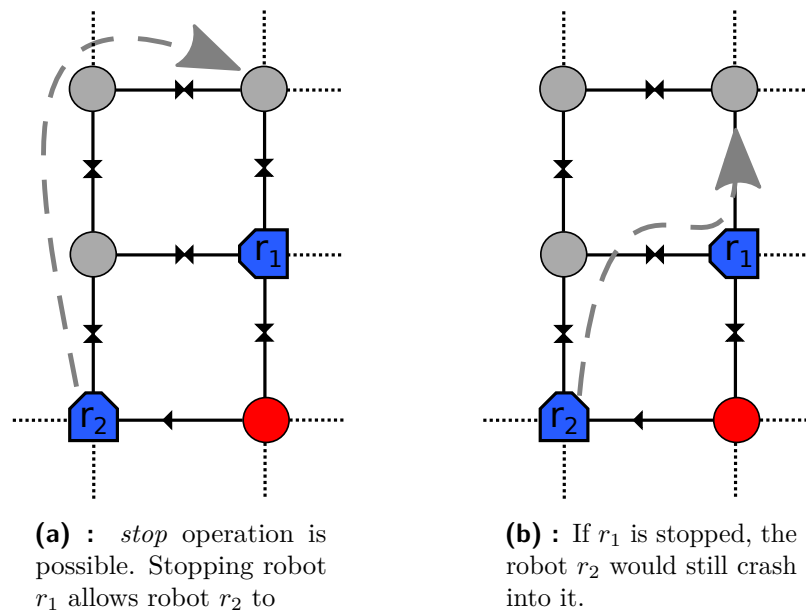 r1
r2
r1
r2
(a) : stop operation is
possible. Stopping robot
r1 allows robot r2 to
(b) : If r1 is stopped, the
robot r2 would still crash
into it.